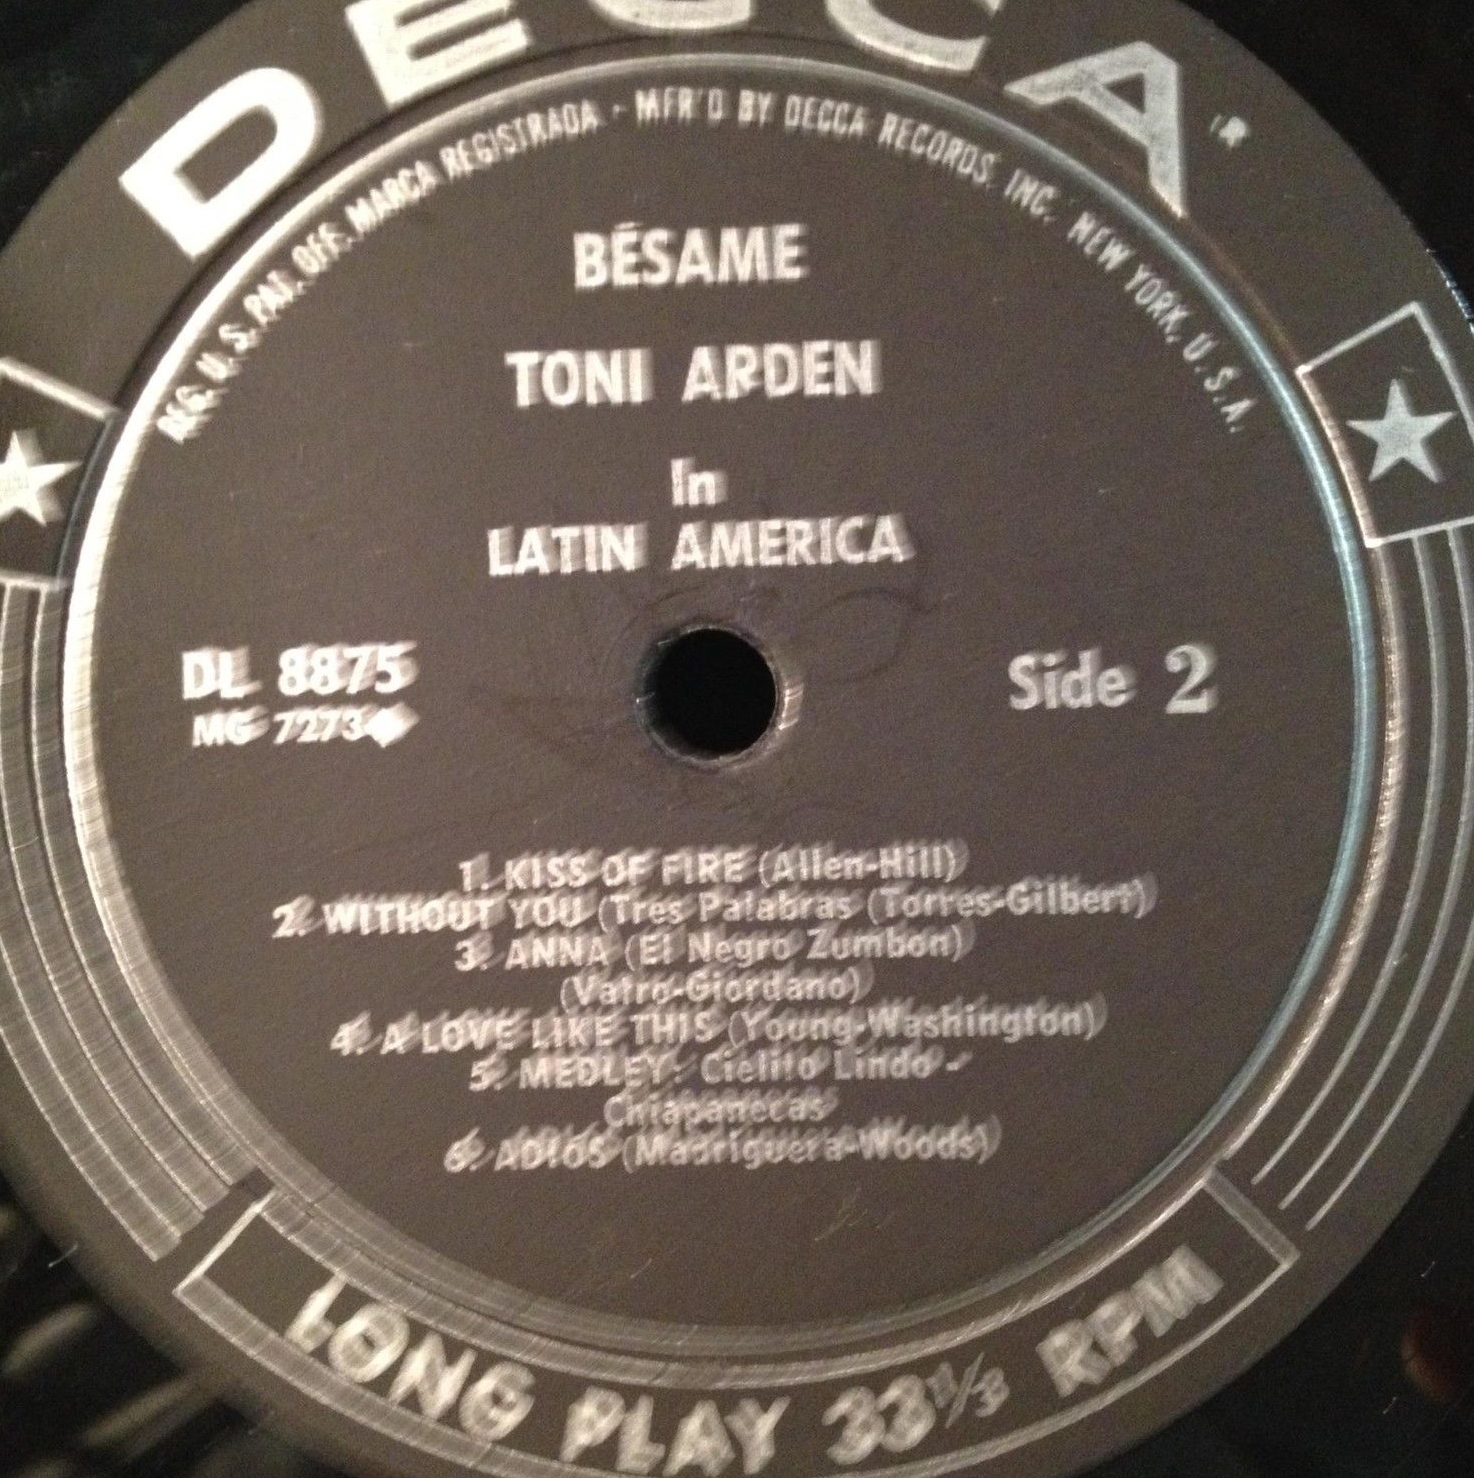 DECCA
®
REG. U. S. PAT. OFF. MARCA REGISTRADA - MFR'D BY DECCA RECORDS, INC. NEW YORK, U.S.A.
BÉSAME
TONI ARDEN
In
LATIN AMERICA
DL 8875
MG 7273
Side 2
1. KISS OF FIRE (Allen-Hill)
2. WITHOUT YOU (Tres Palabras (Torres-Gilbert)
3. ANNA (El Negro Zumbon)
(Vatro-Giordano)
4. A LOVE LIKE THIS (Young-Washington)
5. MEDLEY: Cielito Lindo -
Chiapanecas
6. ADIOS (Madriguera-Woods)
LONG PLAY 33 1/3 RPM